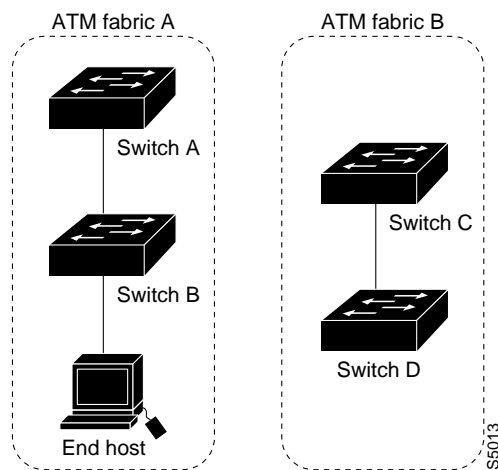 ATM fabric A
ATM fabric B
Switch A
Switch C
Switch B
Switch D
End host
S5013